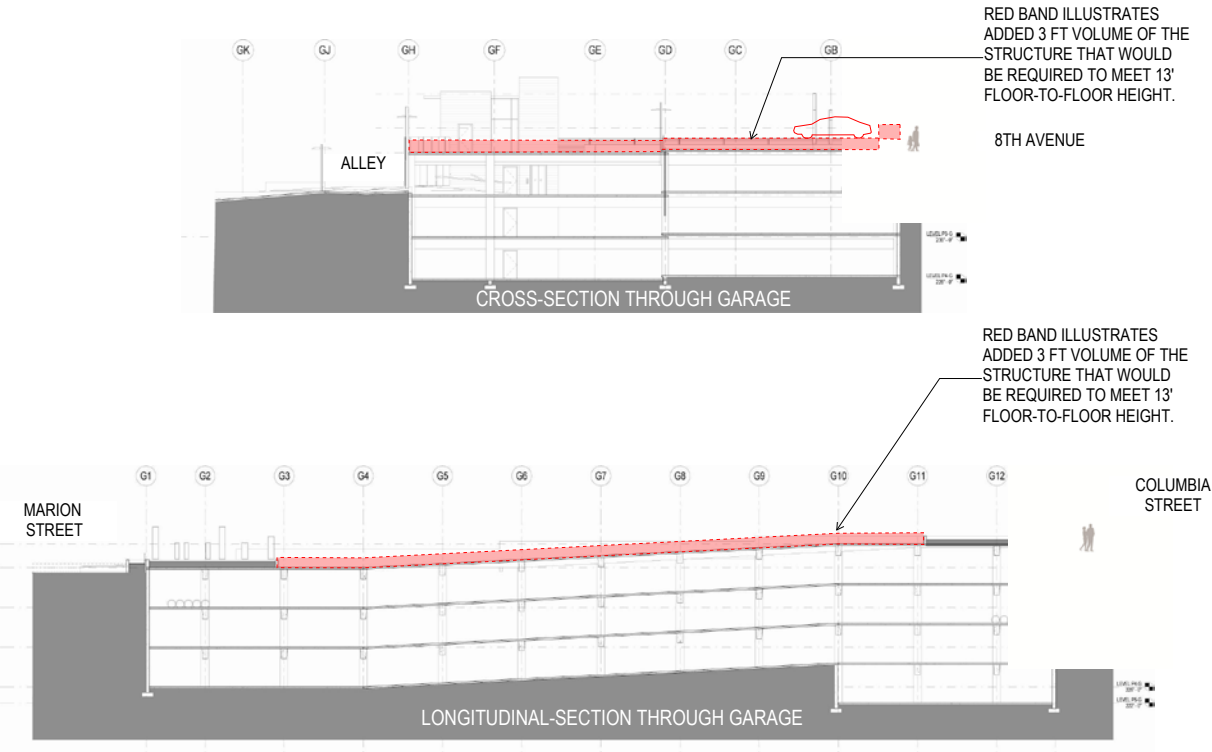 RED BAND ILLUSTRATES
ADDED 3 FT VOLUME OF THE
STRUCTURE THAT WOULD
BE REQUIRED TO MEET 13'
FLOOR-TO-FLOOR HEIGHT.
GK GJ GH GF GE GD GC GB
8TH AVENUE
ALLEY
CROSS-SECTION THROUGH GARAGE
RED BAND ILLUSTRATES
ADDED 3 FT VOLUME OF THE
STRUCTURE THAT WOULD
BE REQUIRED TO MEET 13'
FLOOR-TO-FLOOR HEIGHT.
G1 G2 G3 G4 G5 G6 G7 G8 G9 G10 G11 G12
COLUMBIA
STREET
MARION
STREET
LONGITUDINAL-SECTION THROUGH GARAGE